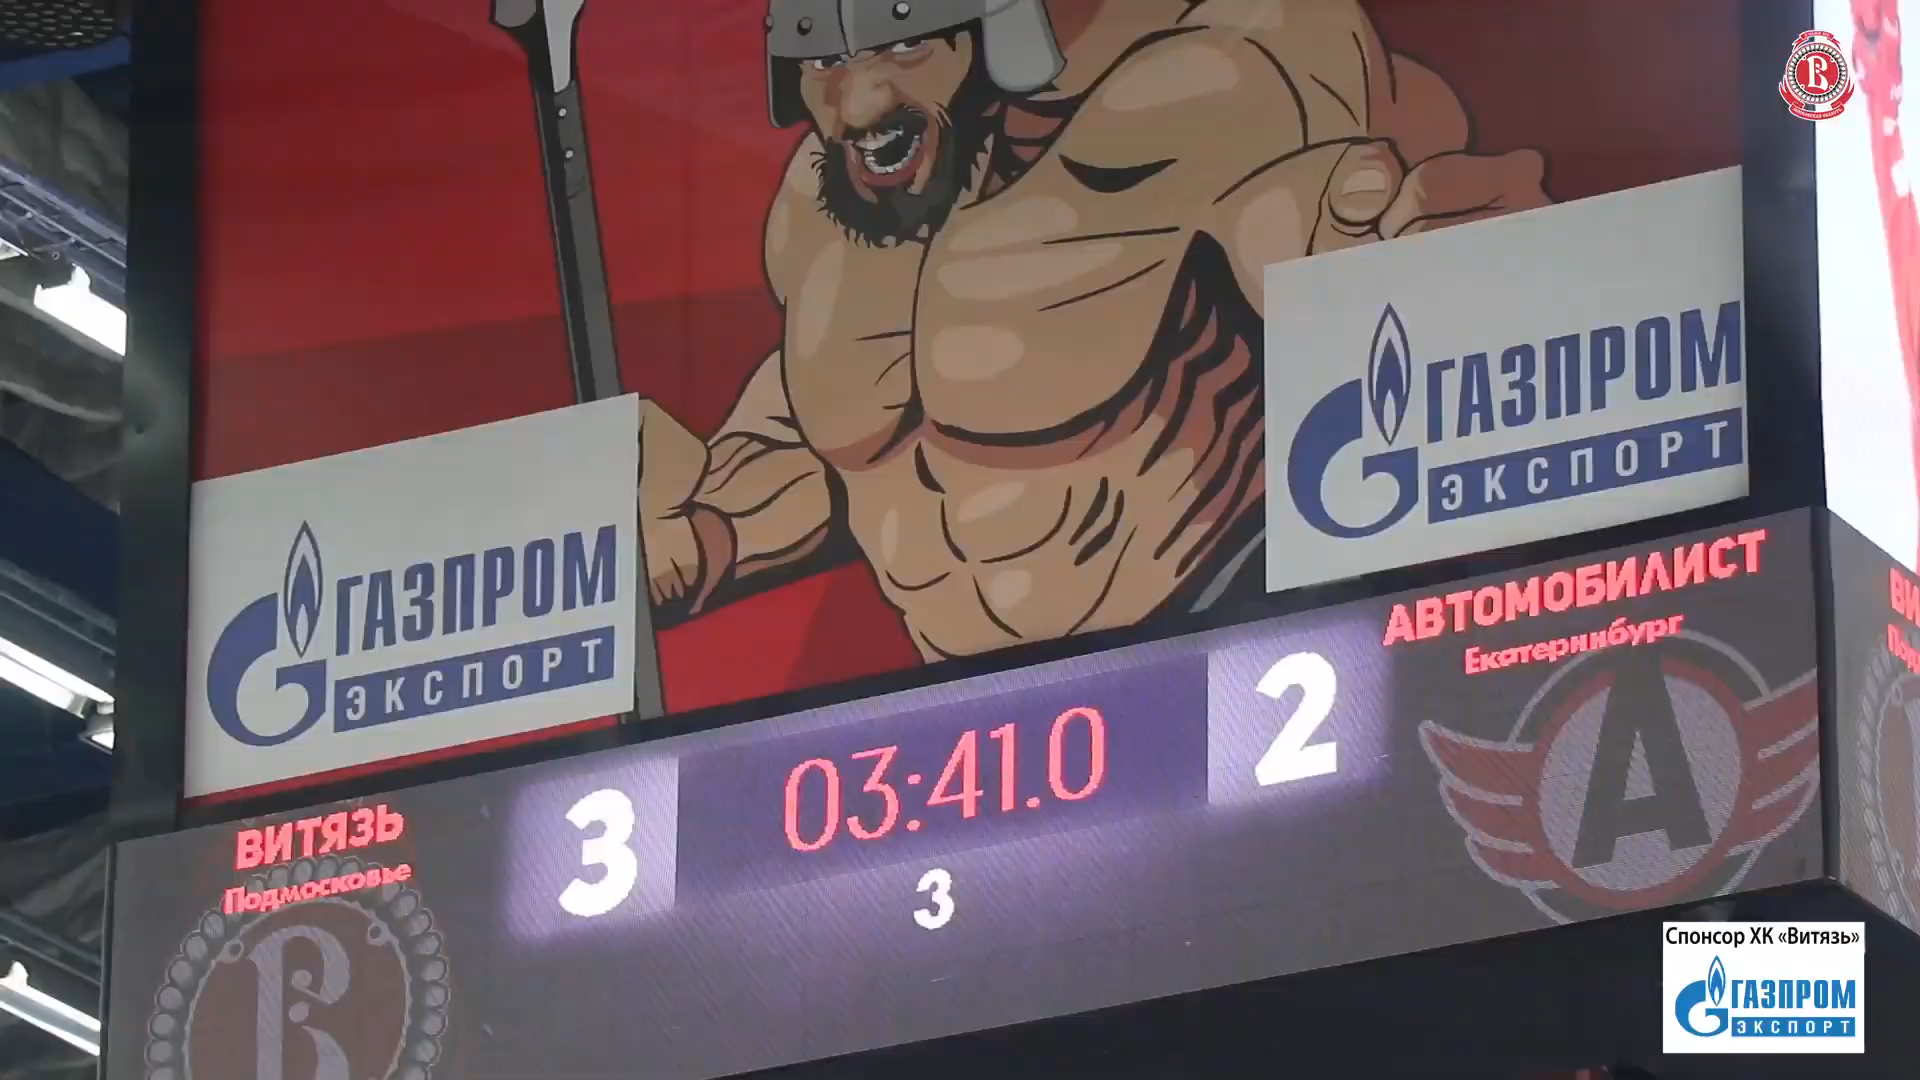 ГАЗПРОМ
ЭКСПОРТ
ГАЗПРОМ
ЭКСПОРТ
АВТОМОБИЛИСТ
Екатеринбург
ВИТЯЗЬ
Подмосковье
3
03:41.0
2
3
А
В
Спонсор ХК «Витязь»
ГАЗПРОМ
ЭКСПОРТ